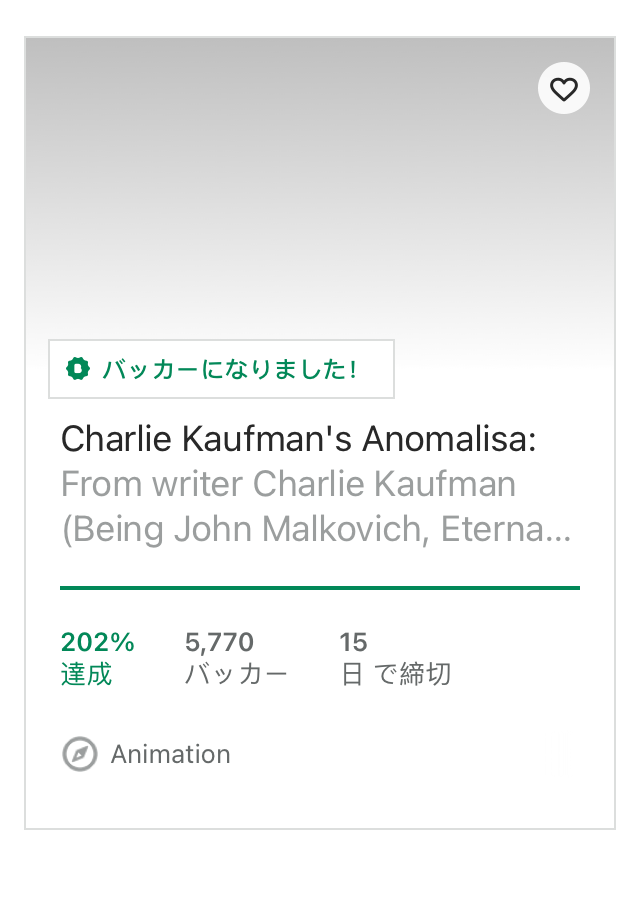 バッカーになりました!
Charlie Kaufman's Anomalisa:
From writer Charlie Kaufman
(Being John Malkovich, Eterna...
202% 5,770 15
達成 バッカー 日 で締切
Animation